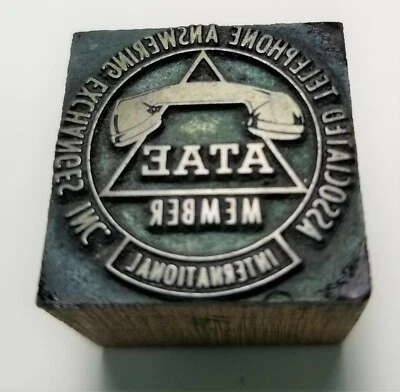 ASSOCIATED TELEPHONE ANSWERING EXCHANGES, INC.
ATAE
MEMBER
INTERNATIONAL